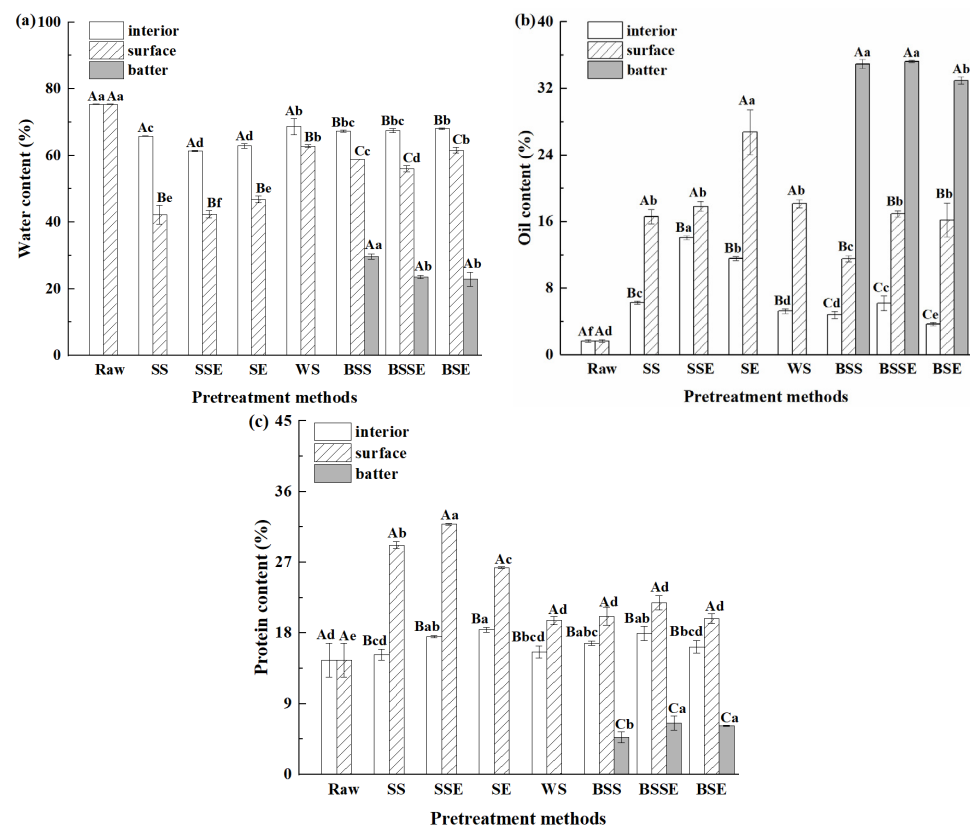 (a)
100
80
60
40
20
0
Water content (%)
interior
surface
batter
Aa Aa
Ac
Be
Ad
Bf
Ad
Be
Ab
Bb
Bbc
Cc
Aa
Bbc
Cd
Ab
Bb
Cb
Ab
Raw SS SSE SE WS BSS BSSE BSE
Pretreatment methods
(b)
32
24
16
8
0
Oil content (%)
interior
surface
batter
Af Ad
Bc
Ab
Ba
Ab
Bb
Aa
Bd
Ab
Cd
Bc
Aa
Cc
Bb
Aa
Ce
Bb
Ab
Raw SS SSE SE WS BSS BSSE BSE
Pretreatment methods
(c)
45
36
27
18
9
0
Protein content (%)
interior
surface
batter
Ad Ae
Bcd
Ab
Bab
Aa
Ba
Ac
Bbcd
Ad
Babc
Ad
Cb
Bab
Ad
Ca
Bbcd
Ad
Ca
Raw SS SSE SE WS BSS BSSE BSE
Pretreatment methods